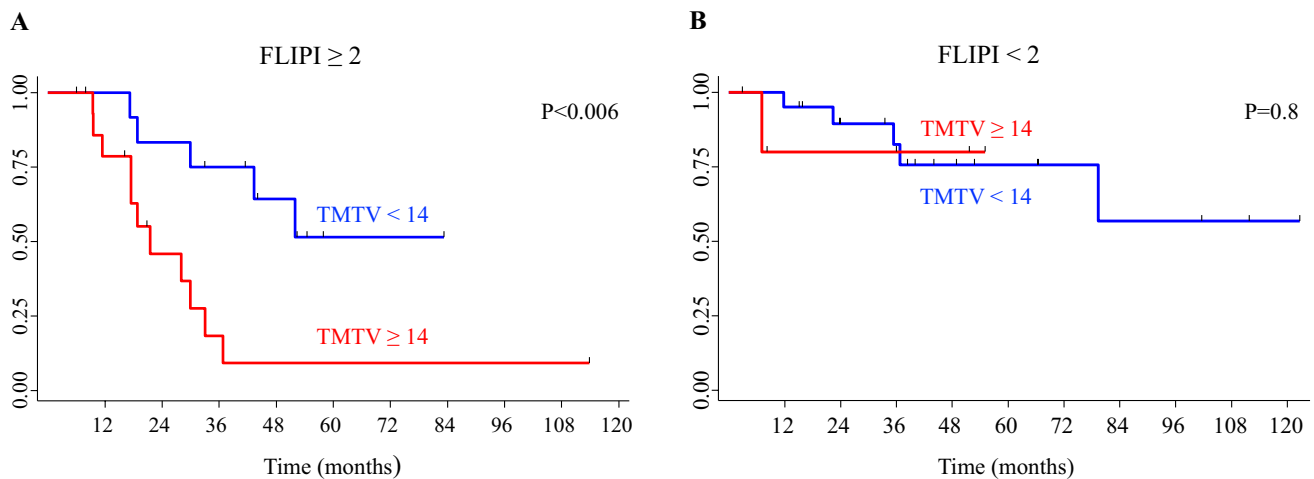 A
FLIPI ≥ 2
P<0.006
1.00
0.75
0.50
0.25
0.00
TMTV < 14
TMTV ≥ 14
12 24 36 48 60 72 84 96 108 120
Time (months)
B
FLIPI < 2
P=0.8
1.00
0.75
0.50
0.25
0.00
TMTV ≥ 14
TMTV < 14
12 24 36 48 60 72 84 96 108 120
Time (months)